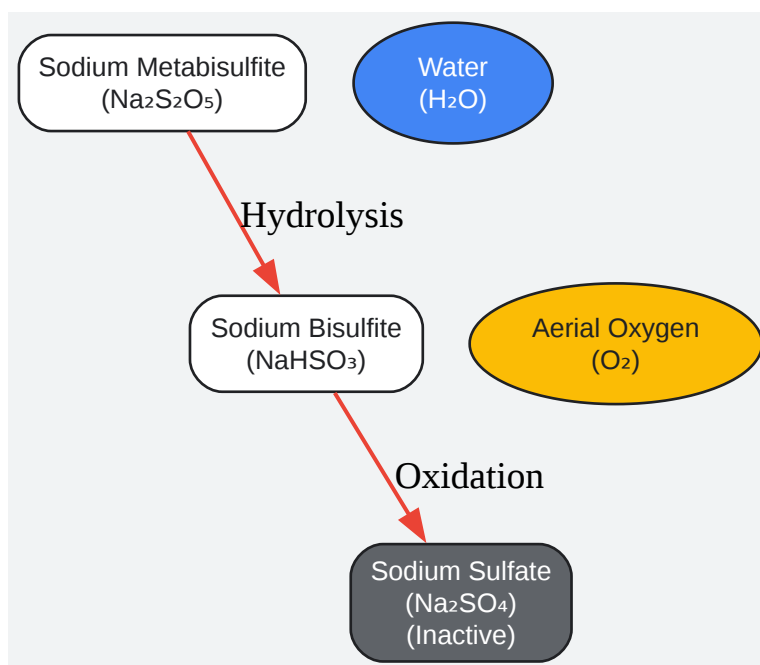 Sodium Metabisulfite
(Na₂S₂O₅)
Water
(H₂O)
Hydrolysis
Sodium Bisulfite
(NaHSO₃)
Aerial Oxygen
(O₂)
Oxidation
Sodium Sulfate
(Na₂SO₄)
(Inactive)